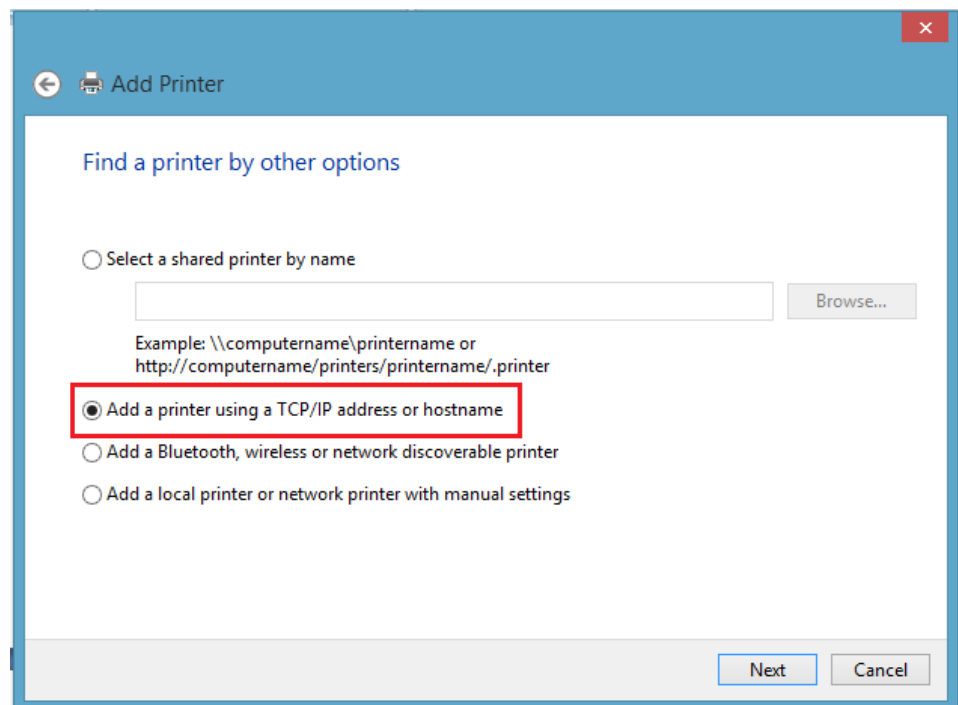 Add Printer
Find a printer by other options
Select a shared printer by name
Browse...
Example: \\computername\printername or
http://computername/printers/printername/.printer
Add a printer using a TCP/IP address or hostname
Add a Bluetooth, wireless or network discoverable printer
Add a local printer or network printer with manual settings
Next Cancel